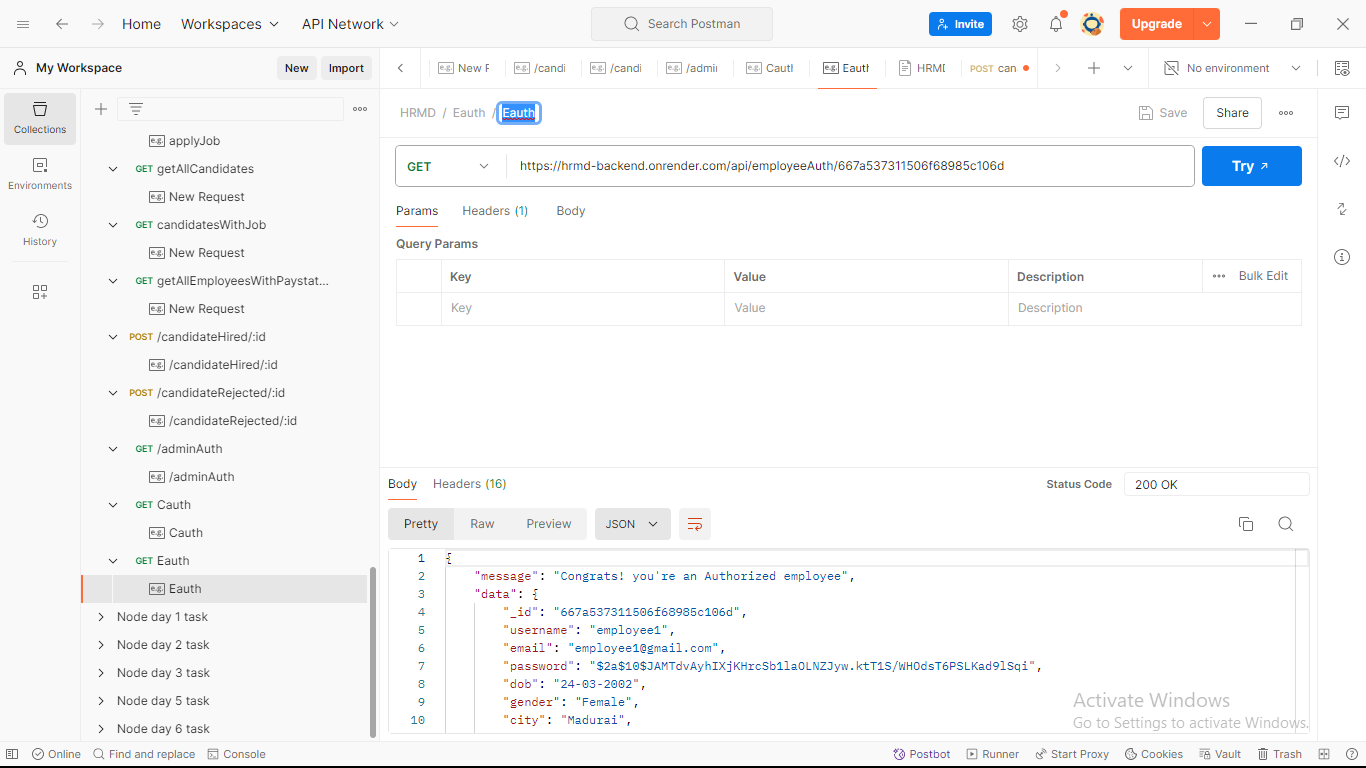 Home
Workspaces
API Network
Search Postman
Invite
Upgrade
My Workspace
New
Import
New F
/candi
/candi
/admii
Cautl
Eautl
HRMI
POST can
No environment
Collections
Environments
History
applyJob
GET getAllCandidates
New Request
GET candidatesWithJob
New Request
GET getAllEmployeesWithPaystat...
New Request
POST /candidateHired/:id
/candidateHired/:id
POST /candidateRejected/:id
/candidateRejected/:id
GET /adminAuth
/adminAuth
GET Cauth
Cauth
GET Eauth
Eauth
Node day 1 task
Node day 2 task
Node day 3 task
Node day 5 task
Node day 6 task
HRMD / Eauth / Eauth
Save
Share
GET
https://hrmd-backend.onrender.com/api/employeeAuth/667a537311506f68985c106d
Try
Params
Headers (1)
Body
Query Params
Key
Value
Description
Bulk Edit
Key
Value
Description
Body
Headers (16)
Status Code
200 OK
Pretty
Raw
Preview
JSON
1 {
2 "message": "Congrats! you're an Authorized employee",
3 "data": {
4 "_id": "667a537311506f68985c106d",
5 "username": "employee1",
6 "email": "employee1@gmail.com",
7 "password": "$2a$10$JAMTdvAyhIXjKHrcSb1laOLNZJyw.ktT1S/WHOdsT6PSLKad9lSqi",
8 "dob": "24-03-2002",
9 "gender": "Female",
10 "city": "Madurai",
Activate Windows
Go to Settings to activate Windows.
Online
Find and replace
Console
Postbot
Runner
Start Proxy
Cookies
Vault
Trash